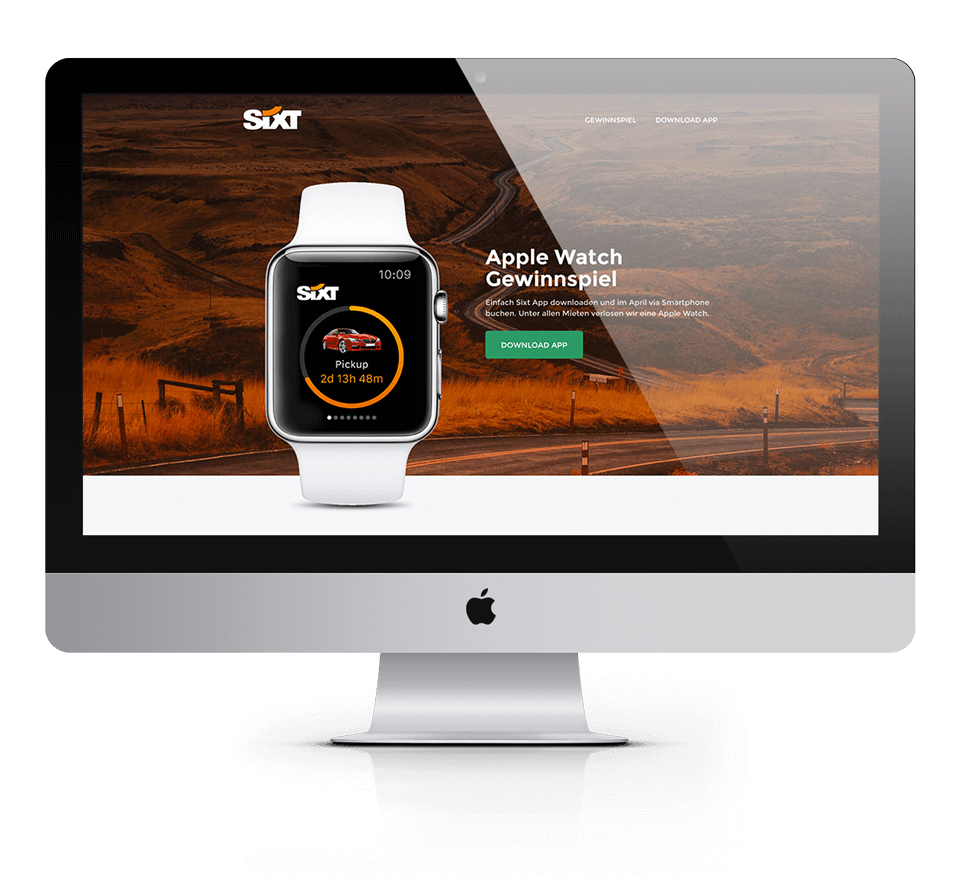 SIXT
GEWINNSPIEL DOWNLOAD APP
10:09
SIXT
Pickup
2d 13h 48m
Apple Watch
Gewinnspiel
Einfach Sixt App downloaden und im April via Smartphone
buchen. Unter allen Mieten verlosen wir eine Apple Watch.
DOWNLOAD APP